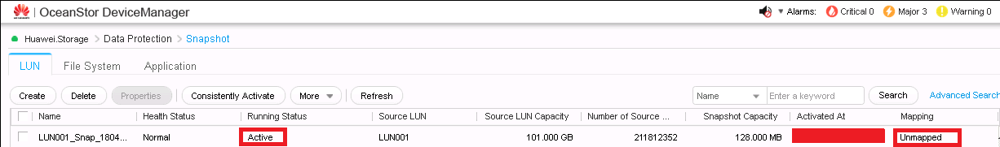 HUAWEI OceanStor DeviceManager Alarms: Critical 0 Major 3 Warning 0
Huawei.Storage Data Protection Snapshot
LUN File System Application
Create Delete Properties Consistently Activate More Refresh Name Enter a keyword Search Advanced Search
Name Health Status Running Status Source LUN Source LUN Capacity Number of Source ... Snapshot Capacity Activated At Mapping
LUN001_Snap_1804... Normal Active LUN001 101.000 GB 211812352 128.000 MB Unmapped